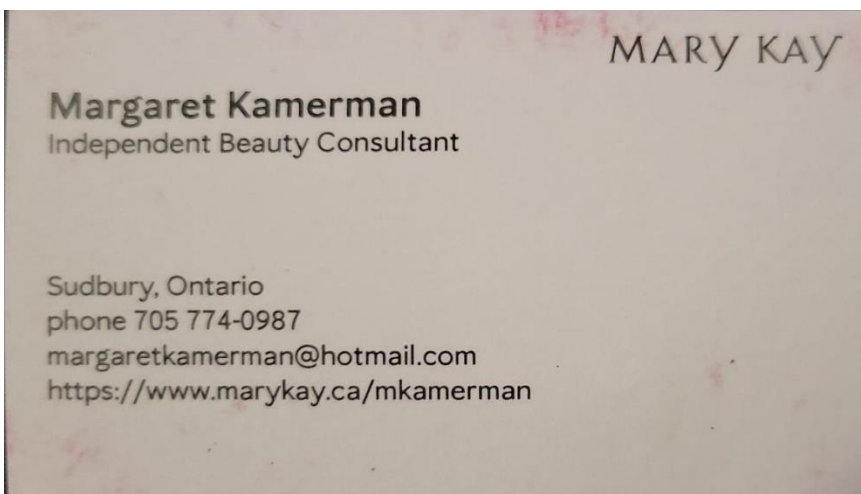 MARY KAY
Margaret Kamerman
Independent Beauty Consultant
Sudbury, Ontario
phone 705 774-0987
margaretkamerman@hotmail.com
https://www.marykay.ca/mkamerman